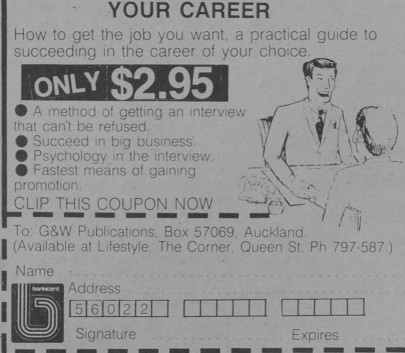 YOUR CAREER
How to get the job you want, a practical guide to
succeeding in the career of your choice.
ONLY $2.95
● A method of getting an interview
that can't be refused.
● Succeed in big business.
● Psychology in the interview.
● Fastest means of gaining
promotion.
CLIP THIS COUPON NOW
To: G&W Publications, Box 57069, Auckland.
(Available at Lifestyle, The Corner, Queen St, Ph 797-587.)
Name
bankcard
Address
56022
Signature
Expires